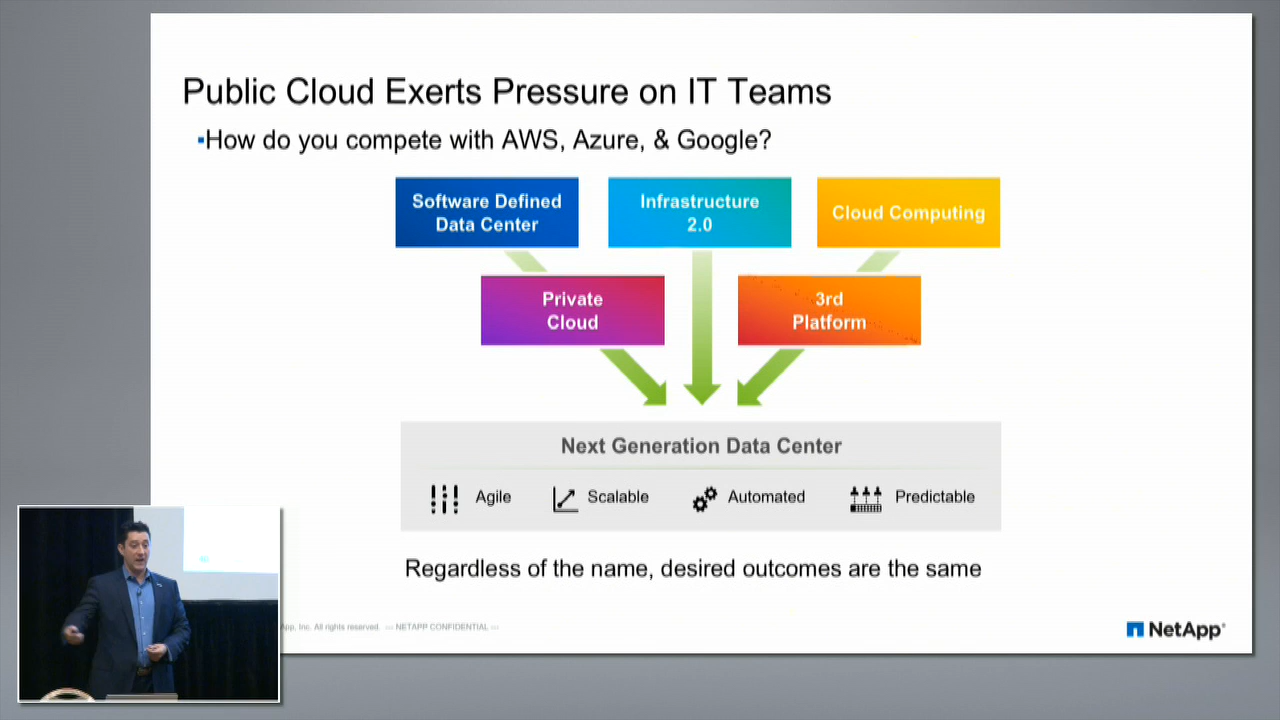 Public Cloud Exerts Pressure on IT Teams
▪How do you compete with AWS, Azure, & Google?
Software Defined
Data Center
Infrastructure
2.0
Cloud Computing
Private
Cloud
3rd
Platform
Next Generation Data Center
Agile
Scalable
Automated
Predictable
Regardless of the name, desired outcomes are the same
App, Inc. All rights reserved. --- NETAPP CONFIDENTIAL ---
NetApp®